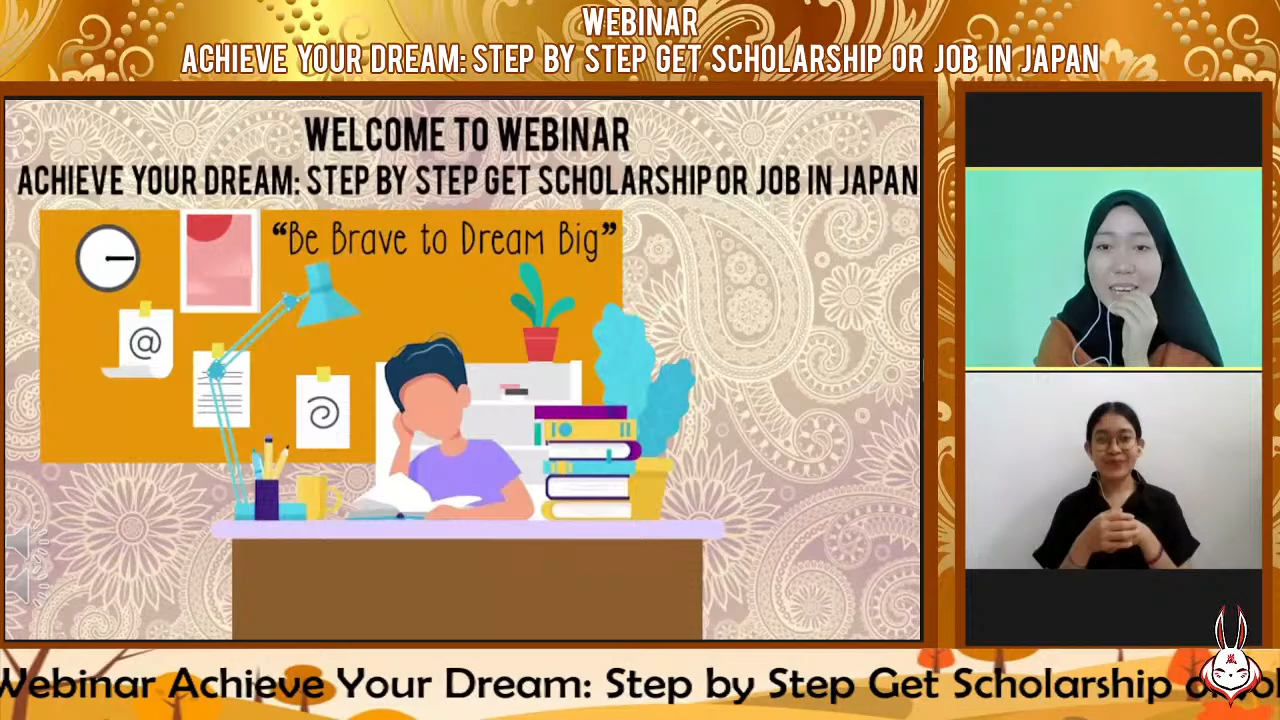 WEBINAR
ACHIEVE YOUR DREAM: STEP BY STEP GET SCHOLARSHIP OR JOB IN JAPAN
WELCOME TO WEBINAR
ACHIEVE YOUR DREAM: STEP BY STEP GET SCHOLARSHIP OR JOB IN JAPAN
“Be Brave to Dream Big”
@
Webinar Achieve Your Dream: Step by Step Get Scholarship or